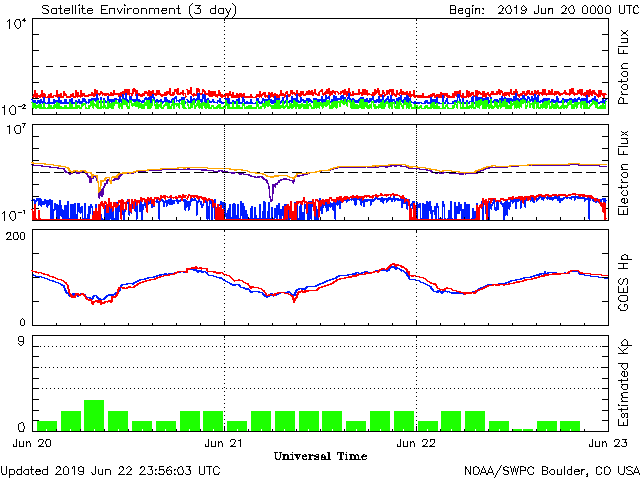 Satellite Environment (3 day) Begin: 2019 Jun 20 0000 UTC
10^4
10^-2
Proton Flux
10^7
10^-1
Electron Flux
200
0
GOES Hp
9
0
Estimated Kp
Jun 20 Jun 21 Jun 22 Jun 23
Universal Time
Updated 2019 Jun 22 23:56:03 UTC NOAA/SWPC Boulder, CO USA